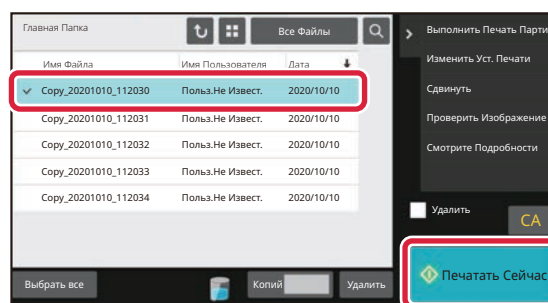 Главная Папка
Все Файлы
Имя Файла Имя Пользователя Дата
Copy_20201010_112030 Польз.Не Извест. 2020/10/10
Copy_20201010_112031 Польз.Не Извест. 2020/10/10
Copy_20201010_112032 Польз.Не Извест. 2020/10/10
Copy_20201010_112033 Польз.Не Извест. 2020/10/10
Copy_20201010_112034 Польз.Не Извест. 2020/10/10
Выбрать все
Копий
Удалить
Выполнить Печать Парти
Изменить Уст. Печати
Сдвинуть
Проверить Изображение
Смотрите Подробности
Удалить
CA
Печатать Сейчас